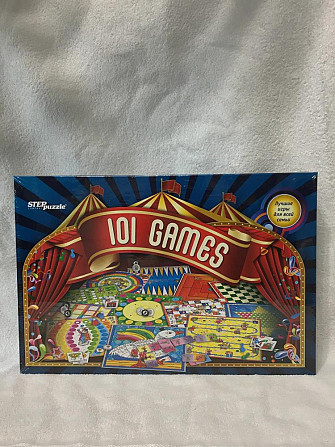 STEP
puzzle
101 GAMES
Лучшие
игры
для всей
семьи